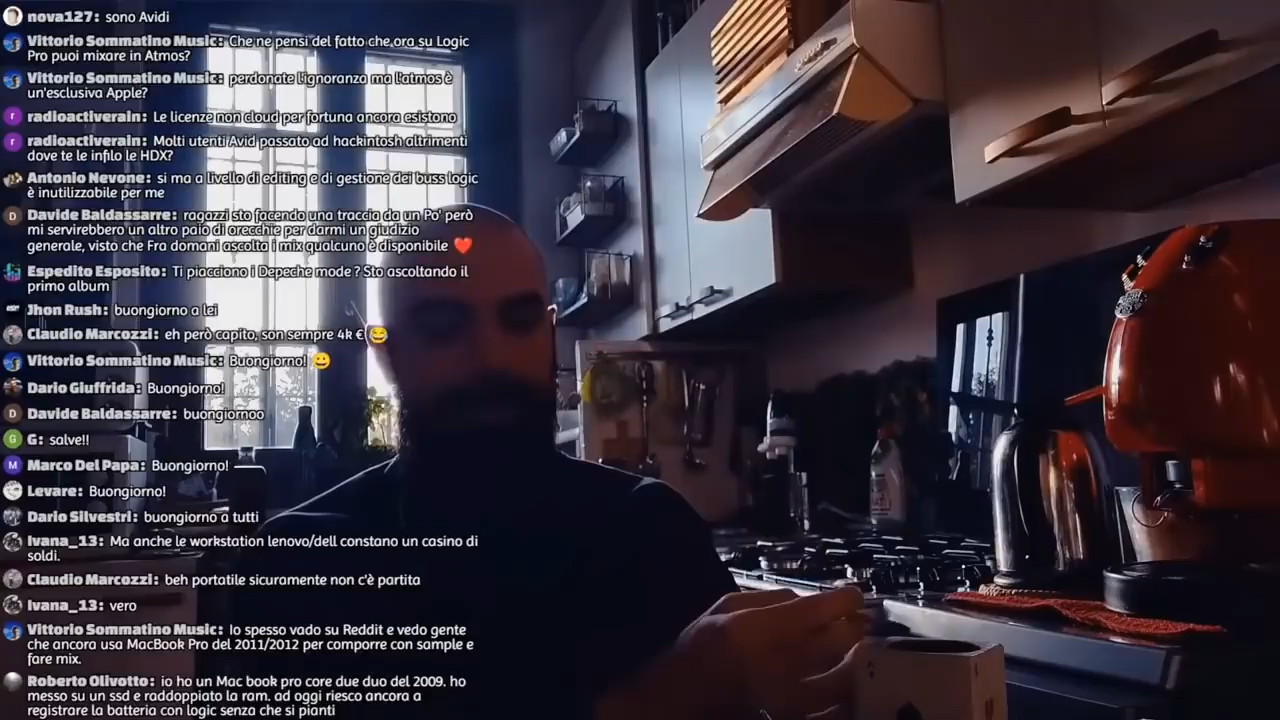 nova127: sono Avidi
Vittorio Sommatino Music: Che ne pensi del fatto che ora su Logic
Pro puoi mixare in Atmos?
Vittorio Sommatino Music: perdonate l'ignoranza ma l'atmos è
un'esclusiva Apple?
r
radioactiverain: Le licenze non cloud per fortuna ancora esistono
r
radioactiverain: Molti utenti Avid passato ad hackintosh altrimenti
dove te le infilo le HDX?
Antonio Nevone: si ma a livello di editing e di gestione dei buss logic
è inutilizzabile per me
D
Davide Baldassarre: ragazzi sto facendo una traccia da un Po' però
mi servirebbero un altro paio di orecchie per darmi un giudizio
generale, visto che Fra domani ascolta i mix qualcuno è disponibile ❤️
Espedito Esposito: Ti piacciono i Depeche mode ? Sto ascoltando il
primo album
Jhon Rush: buongiorno a lei
Claudio Marcozzi: eh però capito, son sempre 4k € 😂
Vittorio Sommatino Music: Buongiorno! 😀
Dario Giuffrida: Buongiorno!
D
Davide Baldassarre: buongiornoo
G
G: salve!!
M
Marco Del Papa: Buongiorno!
Levare: Buongiorno!
Dario Silvestri: buongiorno a tutti
Ivana_13: Ma anche le workstation lenovo/dell constano un casino di
soldi.
Claudio Marcozzi: beh portatile sicuramente non c'è partita
Ivana_13: vero
Vittorio Sommatino Music: Io spesso vado su Reddit e vedo gente
che ancora usa MacBook Pro del 2011/2012 per comporre con sample e
fare mix.
Roberto Olivotto: io ho un Mac book pro core due duo del 2009. ho
messo su un ssd e raddoppiato la ram. ad oggi riesco ancora a
registrare la batteria con logic senza che si pianti